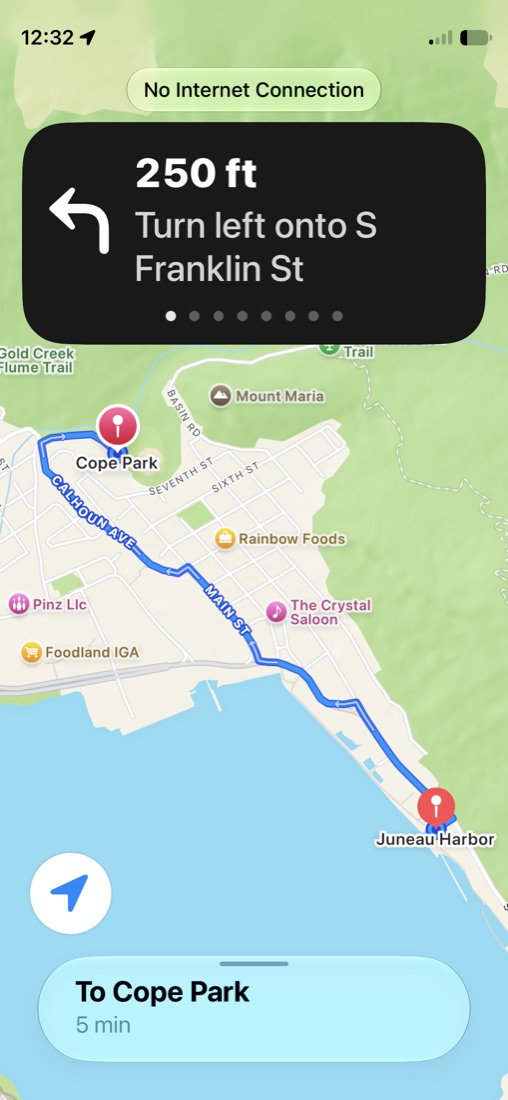 12:32
No Internet Connection
250 ft
Turn left onto S
Franklin St
Gold Creek
Flume Trail
Trail
Mount Maria
BASIN RD
Cope Park
SEVENTH ST
SIXTH ST
CALHOUN AVE
Rainbow Foods
MAIN ST
Pinz Llc
The Crystal
Saloon
Foodland IGA
Juneau Harbor
To Cope Park
5 min